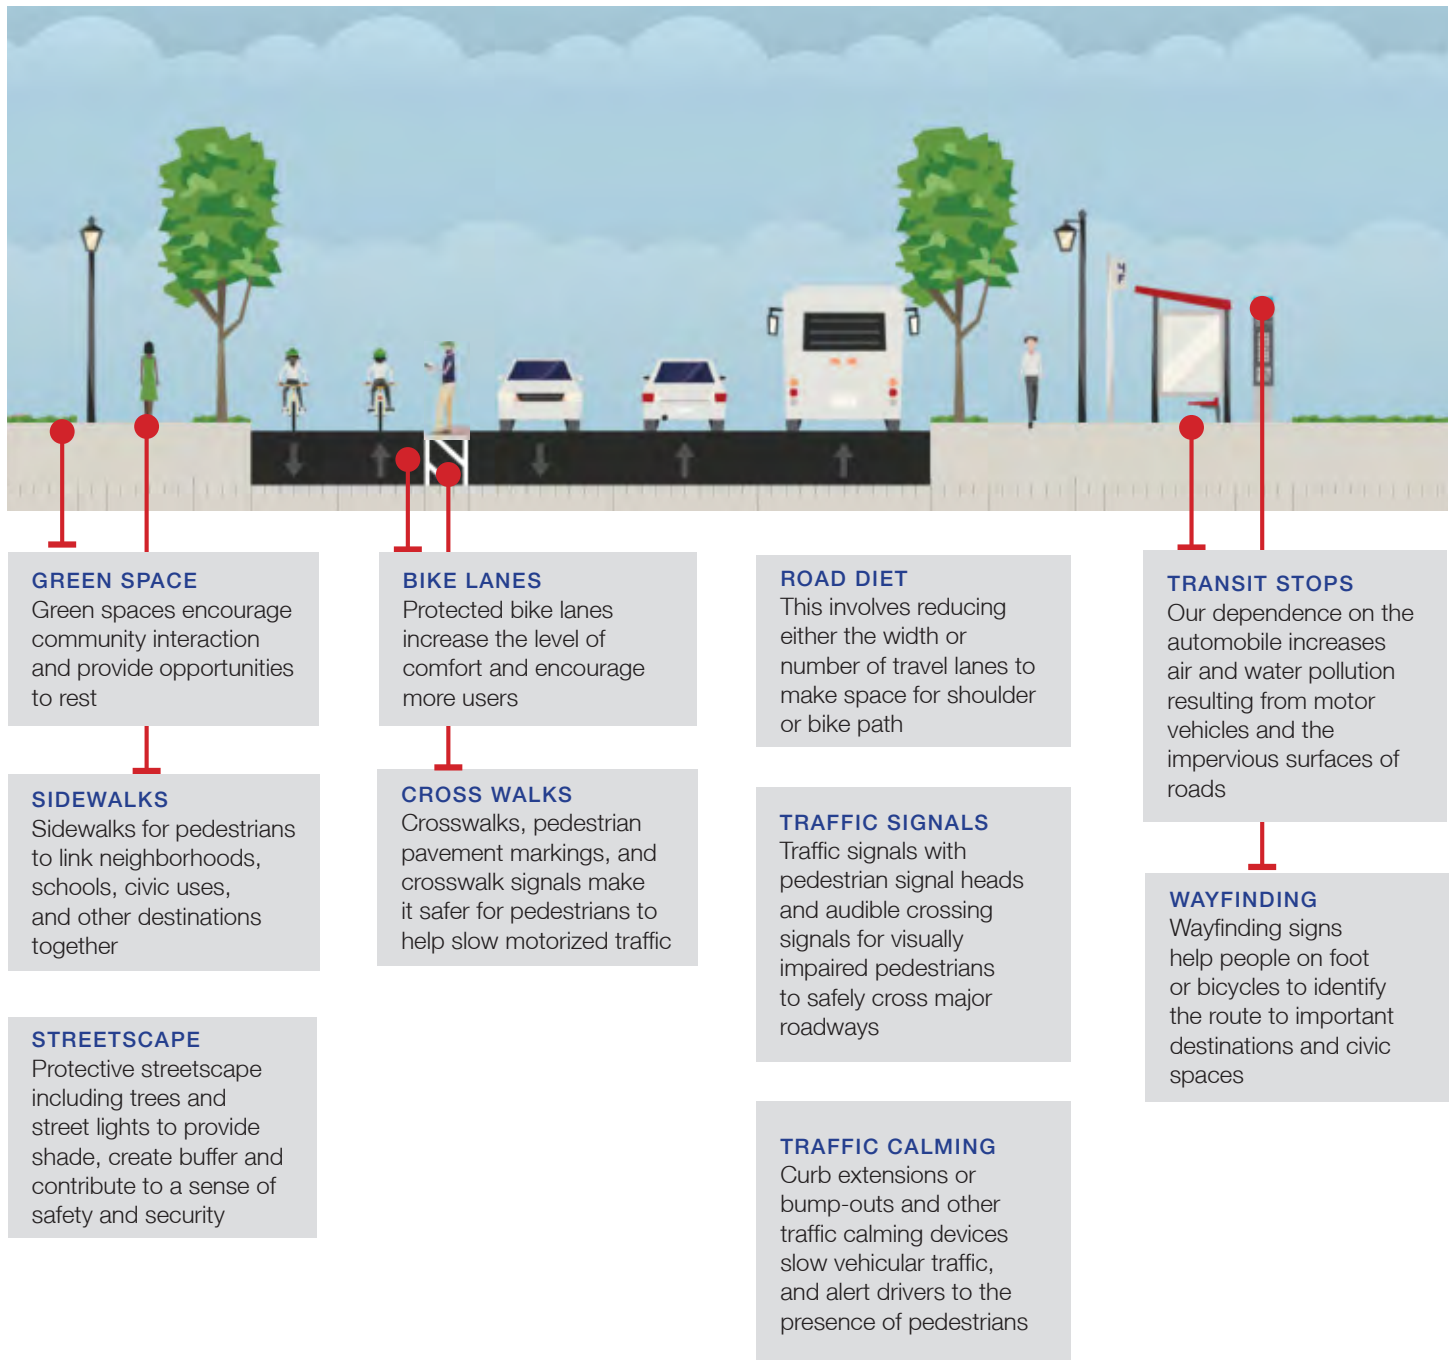 GREEN SPACE
Green spaces encourage
community interaction
and provide opportunities
to rest
SIDEWALKS
Sidewalks for pedestrians
to link neighborhoods,
schools, civic uses,
and other destinations
together
STREETSCAPE
Protective streetscape
including trees and
street lights to provide
shade, create buffer and
contribute to a sense of
safety and security
BIKE LANES
Protected bike lanes
increase the level of
comfort and encourage
more users
CROSS WALKS
Crosswalks, pedestrian
pavement markings, and
crosswalk signals make
it safer for pedestrians to
help slow motorized traffic
ROAD DIET
This involves reducing
either the width or
number of travel lanes to
make space for shoulder
or bike path
TRAFFIC SIGNALS
Traffic signals with
pedestrian signal heads
and audible crossing
signals for visually
impaired pedestrians
to safely cross major
roadways
TRAFFIC CALMING
Curb extensions or
bump-outs and other
traffic calming devices
slow vehicular traffic,
and alert drivers to the
presence of pedestrians
TRANSIT STOPS
Our dependence on the
automobile increases
air and water pollution
resulting from motor
vehicles and the
impervious surfaces of
roads
WAYFINDING
Wayfinding signs
help people on foot
or bicycles to identify
the route to important
destinations and civic
spaces